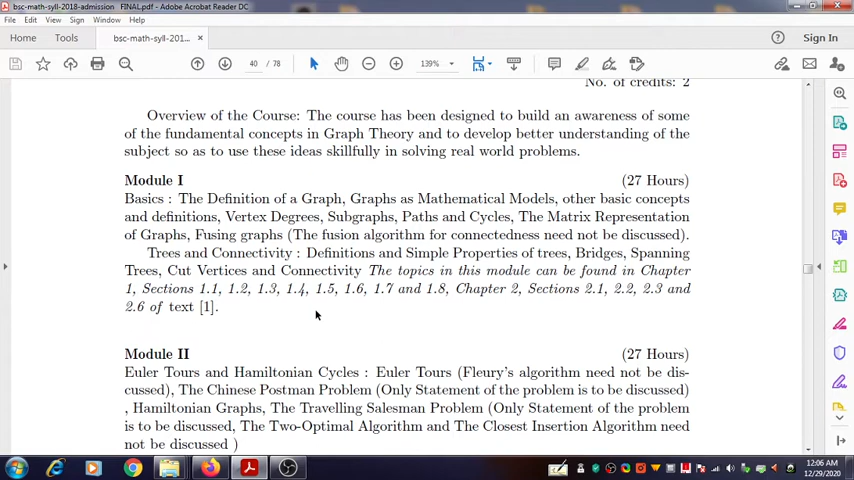 bsc-math-syll-2018-admission FINAL.pdf - Adobe Acrobat Reader DC
File Edit View Sign Window Help
Home Tools bsc-math-syll-201... × Sign In
40 / 78 139%
No. of credits: 2
Overview of the Course: The course has been designed to build an awareness of some
of the fundamental concepts in Graph Theory and to develop better understanding of the
subject so as to use these ideas skillfully in solving real world problems.
Module I (27 Hours)
Basics : The Definition of a Graph, Graphs as Mathematical Models, other basic concepts
and definitions, Vertex Degrees, Subgraphs, Paths and Cycles, The Matrix Representation
of Graphs, Fusing graphs (The fusion algorithm for connectedness need not be discussed).
Trees and Connectivity : Definitions and Simple Properties of trees, Bridges, Spanning
Trees, Cut Vertices and Connectivity The topics in this module can be found in Chapter
1, Sections 1.1, 1.2, 1.3, 1.4, 1.5, 1.6, 1.7 and 1.8, Chapter 2, Sections 2.1, 2.2, 2.3 and
2.6 of text [1].
Module II (27 Hours)
Euler Tours and Hamiltonian Cycles : Euler Tours (Fleury's algorithm need not be dis-
cussed), The Chinese Postman Problem (Only Statement of the problem is to be discussed)
, Hamiltonian Graphs, The Travelling Salesman Problem (Only Statement of the problem
is to be discussed, The Two-Optimal Algorithm and The Closest Insertion Algorithm need
not be discussed )
12:06 AM
12/29/2020